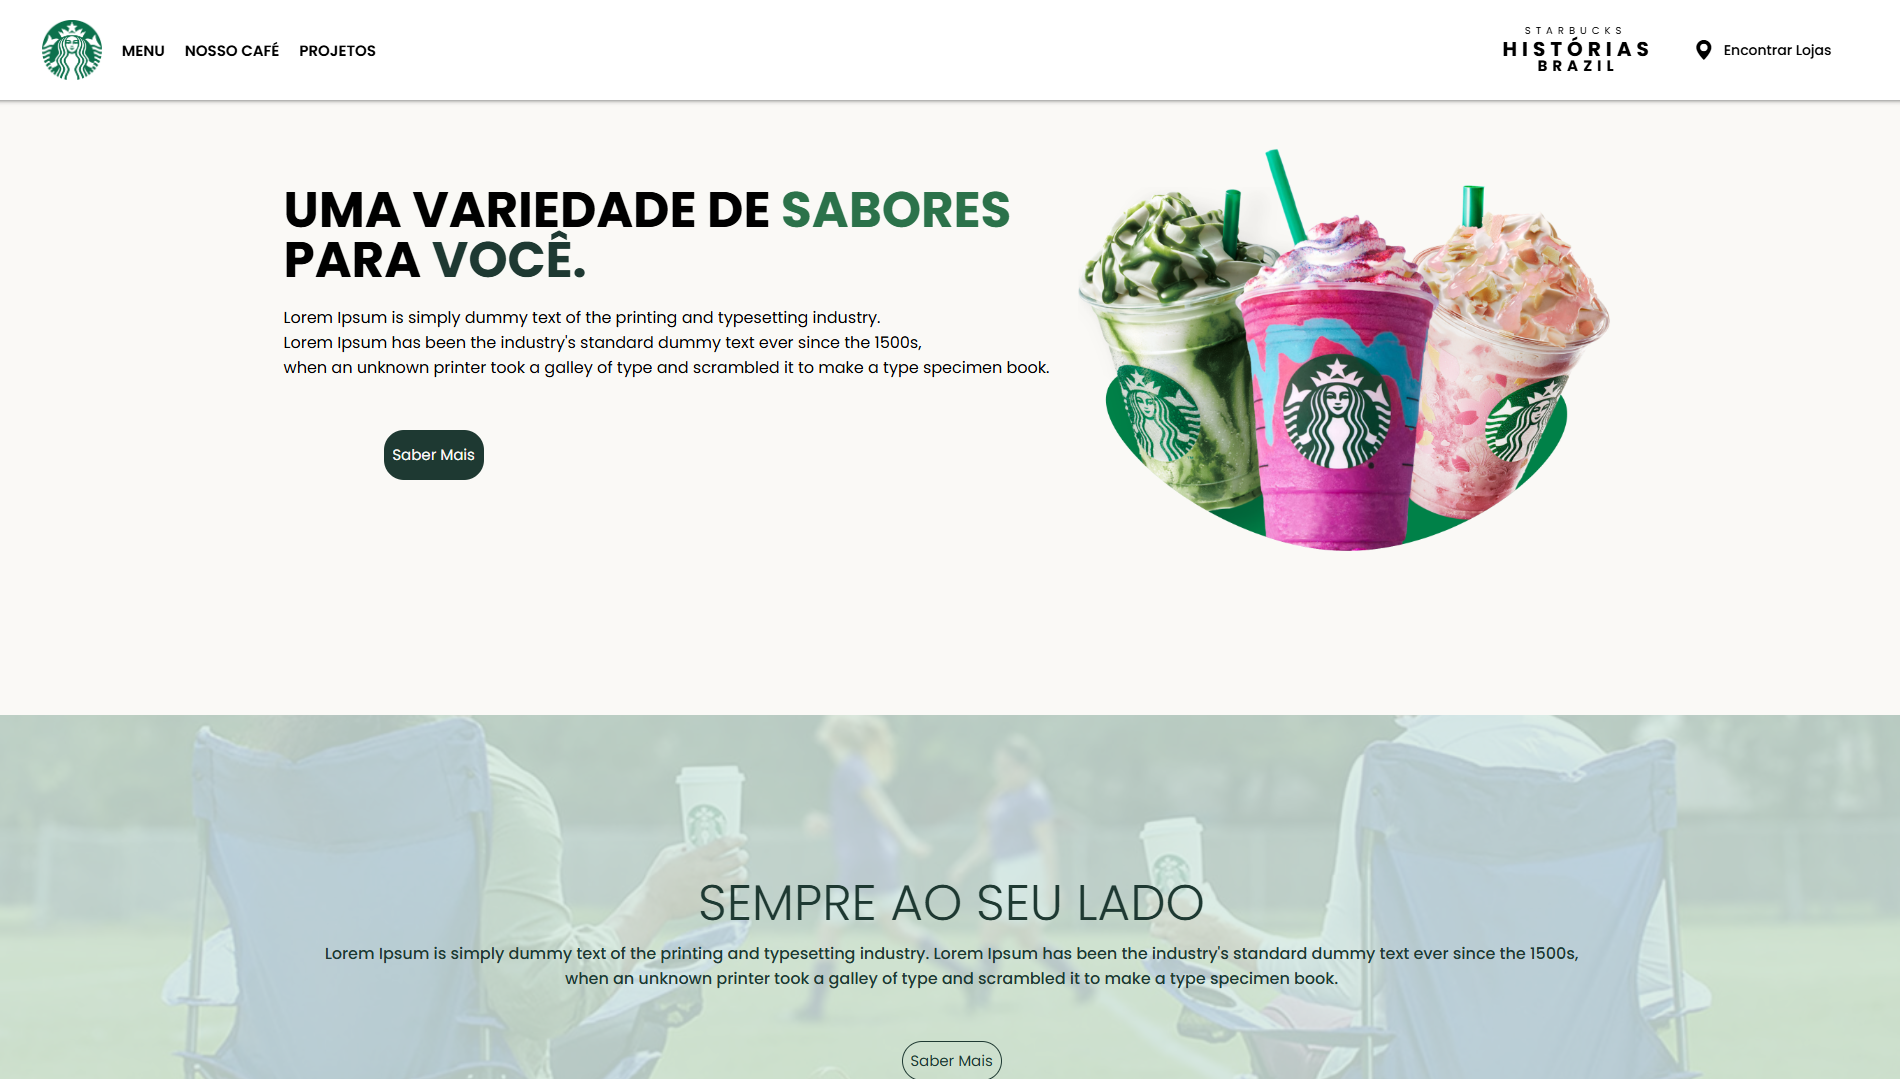 MENU NOSSO CAFÉ PROJETOS
STARBUCKS
HISTÓRIAS
BRAZIL
Encontrar Lojas
UMA VARIEDADE DE SABORES
PARA VOCÊ.
Lorem Ipsum is simply dummy text of the printing and typesetting industry.
Lorem Ipsum has been the industry's standard dummy text ever since the 1500s,
when an unknown printer took a galley of type and scrambled it to make a type specimen book.
Saber Mais
SEMPRE AO SEU LADO
Lorem Ipsum is simply dummy text of the printing and typesetting industry. Lorem Ipsum has been the industry's standard dummy text ever since the 1500s,
when an unknown printer took a galley of type and scrambled it to make a type specimen book.
Saber Mais